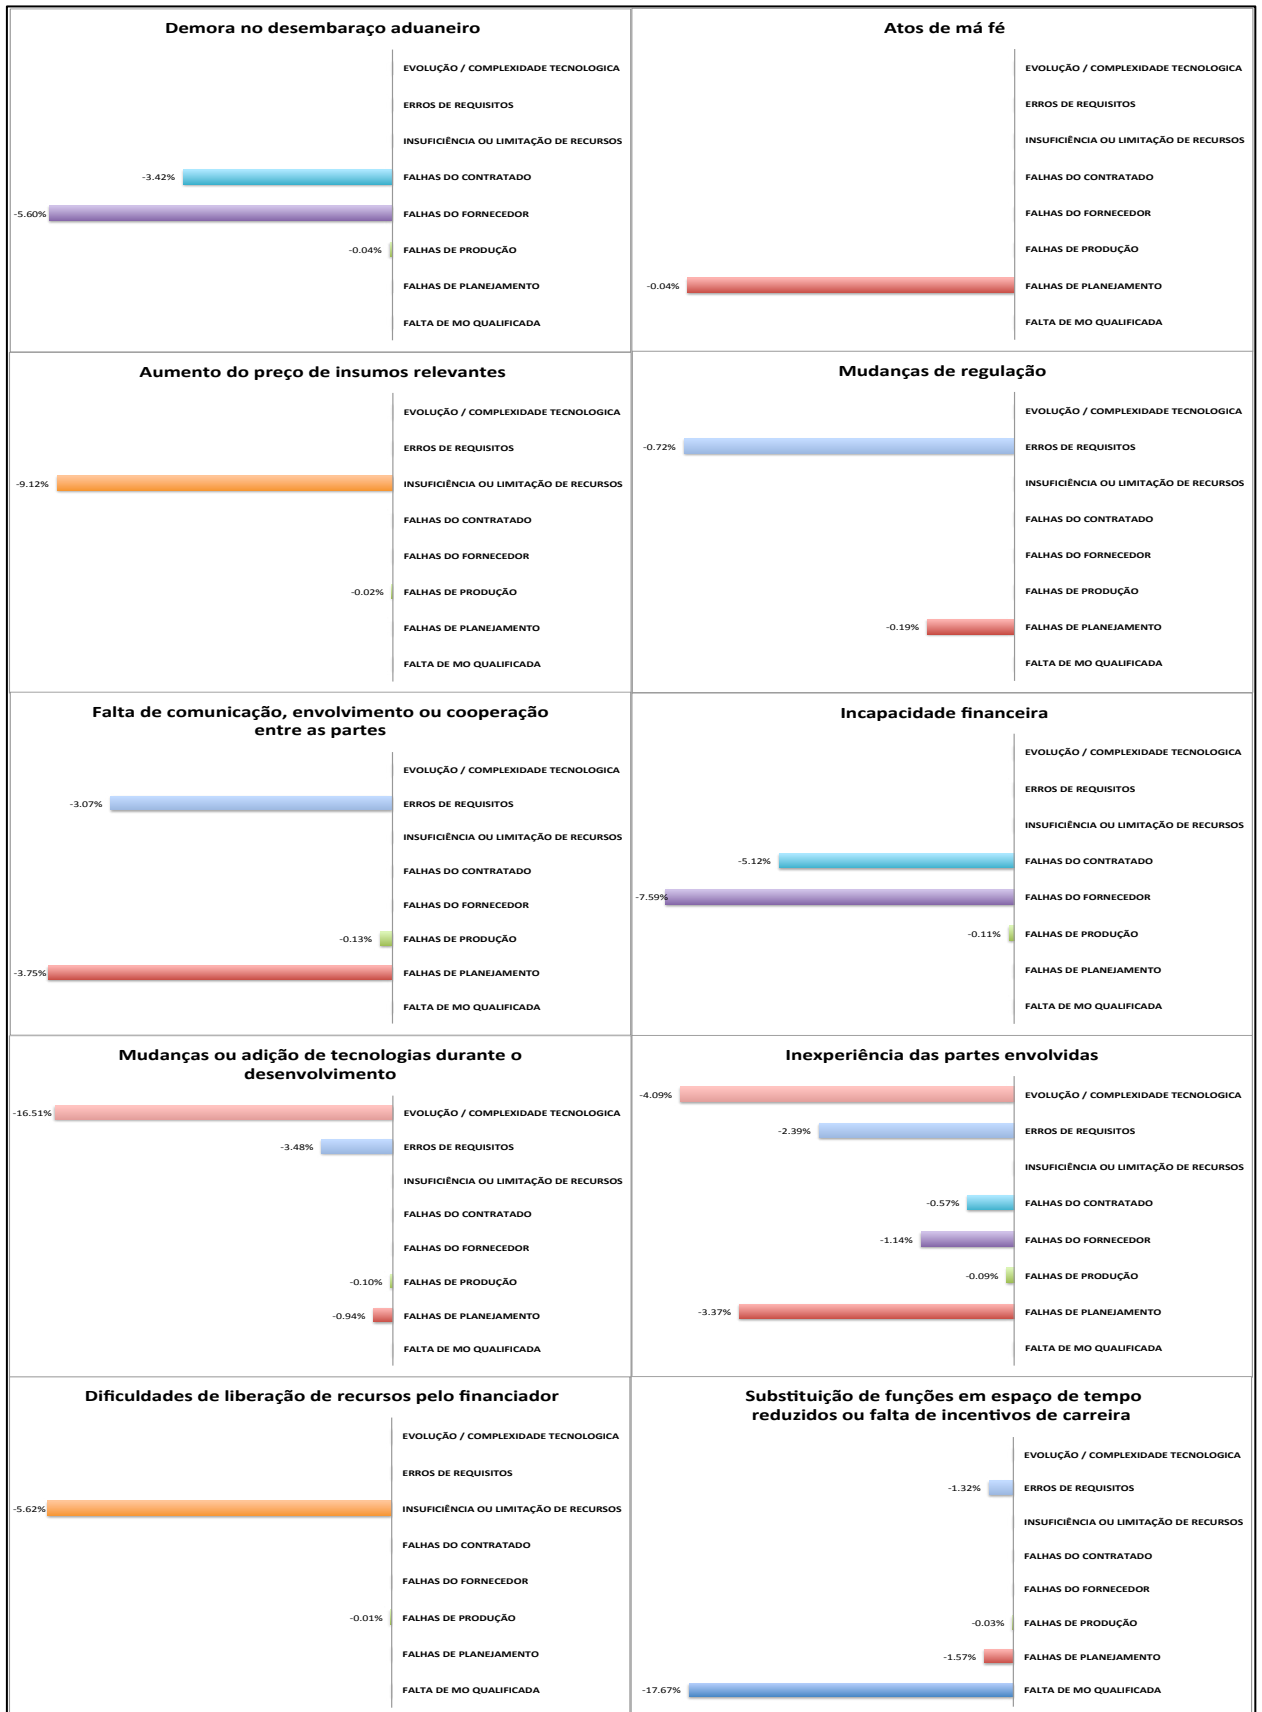 Demora no desembaraço aduaneiro
EVOLUÇÃO / COMPLEXIDADE TECNOLOGICA
ERROS DE REQUISITOS
INSUFICIÊNCIA OU LIMITAÇÃO DE RECURSOS
-3.42% FALHAS DO CONTRATADO
-5.60% FALHAS DO FORNECEDOR
-0.04% FALHAS DE PRODUÇÃO
FALHAS DE PLANEJAMENTO
FALTA DE MO QUALIFICADA
Atos de má fé
EVOLUÇÃO / COMPLEXIDADE TECNOLOGICA
ERROS DE REQUISITOS
INSUFICIÊNCIA OU LIMITAÇÃO DE RECURSOS
FALHAS DO CONTRATADO
FALHAS DO FORNECEDOR
FALHAS DE PRODUÇÃO
-0.04% FALHAS DE PLANEJAMENTO
FALTA DE MO QUALIFICADA
Aumento do preço de insumos relevantes
EVOLUÇÃO / COMPLEXIDADE TECNOLOGICA
ERROS DE REQUISITOS
-9.12% INSUFICIÊNCIA OU LIMITAÇÃO DE RECURSOS
FALHAS DO CONTRATADO
FALHAS DO FORNECEDOR
-0.02% FALHAS DE PRODUÇÃO
FALHAS DE PLANEJAMENTO
FALTA DE MO QUALIFICADA
Mudanças de regulação
EVOLUÇÃO / COMPLEXIDADE TECNOLOGICA
-0.72% ERROS DE REQUISITOS
INSUFICIÊNCIA OU LIMITAÇÃO DE RECURSOS
FALHAS DO CONTRATADO
FALHAS DO FORNECEDOR
FALHAS DE PRODUÇÃO
-0.19% FALHAS DE PLANEJAMENTO
FALTA DE MO QUALIFICADA
Falta de comunicação, envolvimento ou cooperação
entre as partes
EVOLUÇÃO / COMPLEXIDADE TECNOLOGICA
-3.07% ERROS DE REQUISITOS
INSUFICIÊNCIA OU LIMITAÇÃO DE RECURSOS
FALHAS DO CONTRATADO
FALHAS DO FORNECEDOR
-0.13% FALHAS DE PRODUÇÃO
-3.75% FALHAS DE PLANEJAMENTO
FALTA DE MO QUALIFICADA
Incapacidade financeira
EVOLUÇÃO / COMPLEXIDADE TECNOLOGICA
ERROS DE REQUISITOS
INSUFICIÊNCIA OU LIMITAÇÃO DE RECURSOS
-5.12% FALHAS DO CONTRATADO
-7.59% FALHAS DO FORNECEDOR
-0.11% FALHAS DE PRODUÇÃO
FALHAS DE PLANEJAMENTO
FALTA DE MO QUALIFICADA
Mudanças ou adição de tecnologias durante o
desenvolvimento
-16.51% EVOLUÇÃO / COMPLEXIDADE TECNOLOGICA
-3.48% ERROS DE REQUISITOS
INSUFICIÊNCIA OU LIMITAÇÃO DE RECURSOS
FALHAS DO CONTRATADO
FALHAS DO FORNECEDOR
-0.10% FALHAS DE PRODUÇÃO
-0.94% FALHAS DE PLANEJAMENTO
FALTA DE MO QUALIFICADA
Inexperiência das partes envolvidas
-4.09% EVOLUÇÃO / COMPLEXIDADE TECNOLOGICA
-2.39% ERROS DE REQUISITOS
INSUFICIÊNCIA OU LIMITAÇÃO DE RECURSOS
-0.57% FALHAS DO CONTRATADO
-1.14% FALHAS DO FORNECEDOR
-0.09% FALHAS DE PRODUÇÃO
-3.37% FALHAS DE PLANEJAMENTO
FALTA DE MO QUALIFICADA
Dificuldades de liberação de recursos pelo financiador
EVOLUÇÃO / COMPLEXIDADE TECNOLOGICA
ERROS DE REQUISITOS
-5.62% INSUFICIÊNCIA OU LIMITAÇÃO DE RECURSOS
FALHAS DO CONTRATADO
FALHAS DO FORNECEDOR
-0.01% FALHAS DE PRODUÇÃO
FALHAS DE PLANEJAMENTO
FALTA DE MO QUALIFICADA
Substituição de funções em espaço de tempo
reduzidos ou falta de incentivos de carreira
EVOLUÇÃO / COMPLEXIDADE TECNOLOGICA
-1.32% ERROS DE REQUISITOS
INSUFICIÊNCIA OU LIMITAÇÃO DE RECURSOS
FALHAS DO CONTRATADO
FALHAS DO FORNECEDOR
-0.03% FALHAS DE PRODUÇÃO
-1.57% FALHAS DE PLANEJAMENTO
-17.67% FALTA DE MO QUALIFICADA